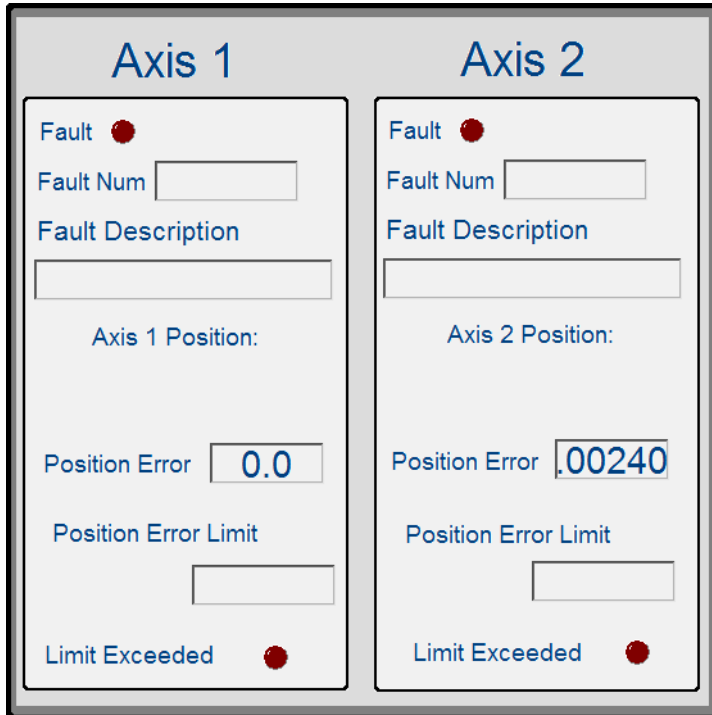 Axis 1
Fault
Fault Num
Fault Description
Axis 1 Position:
Position Error 0.0
Position Error Limit
Limit Exceeded
Axis 2
Fault
Fault Num
Fault Description
Axis 2 Position:
Position Error .00240
Position Error Limit
Limit Exceeded